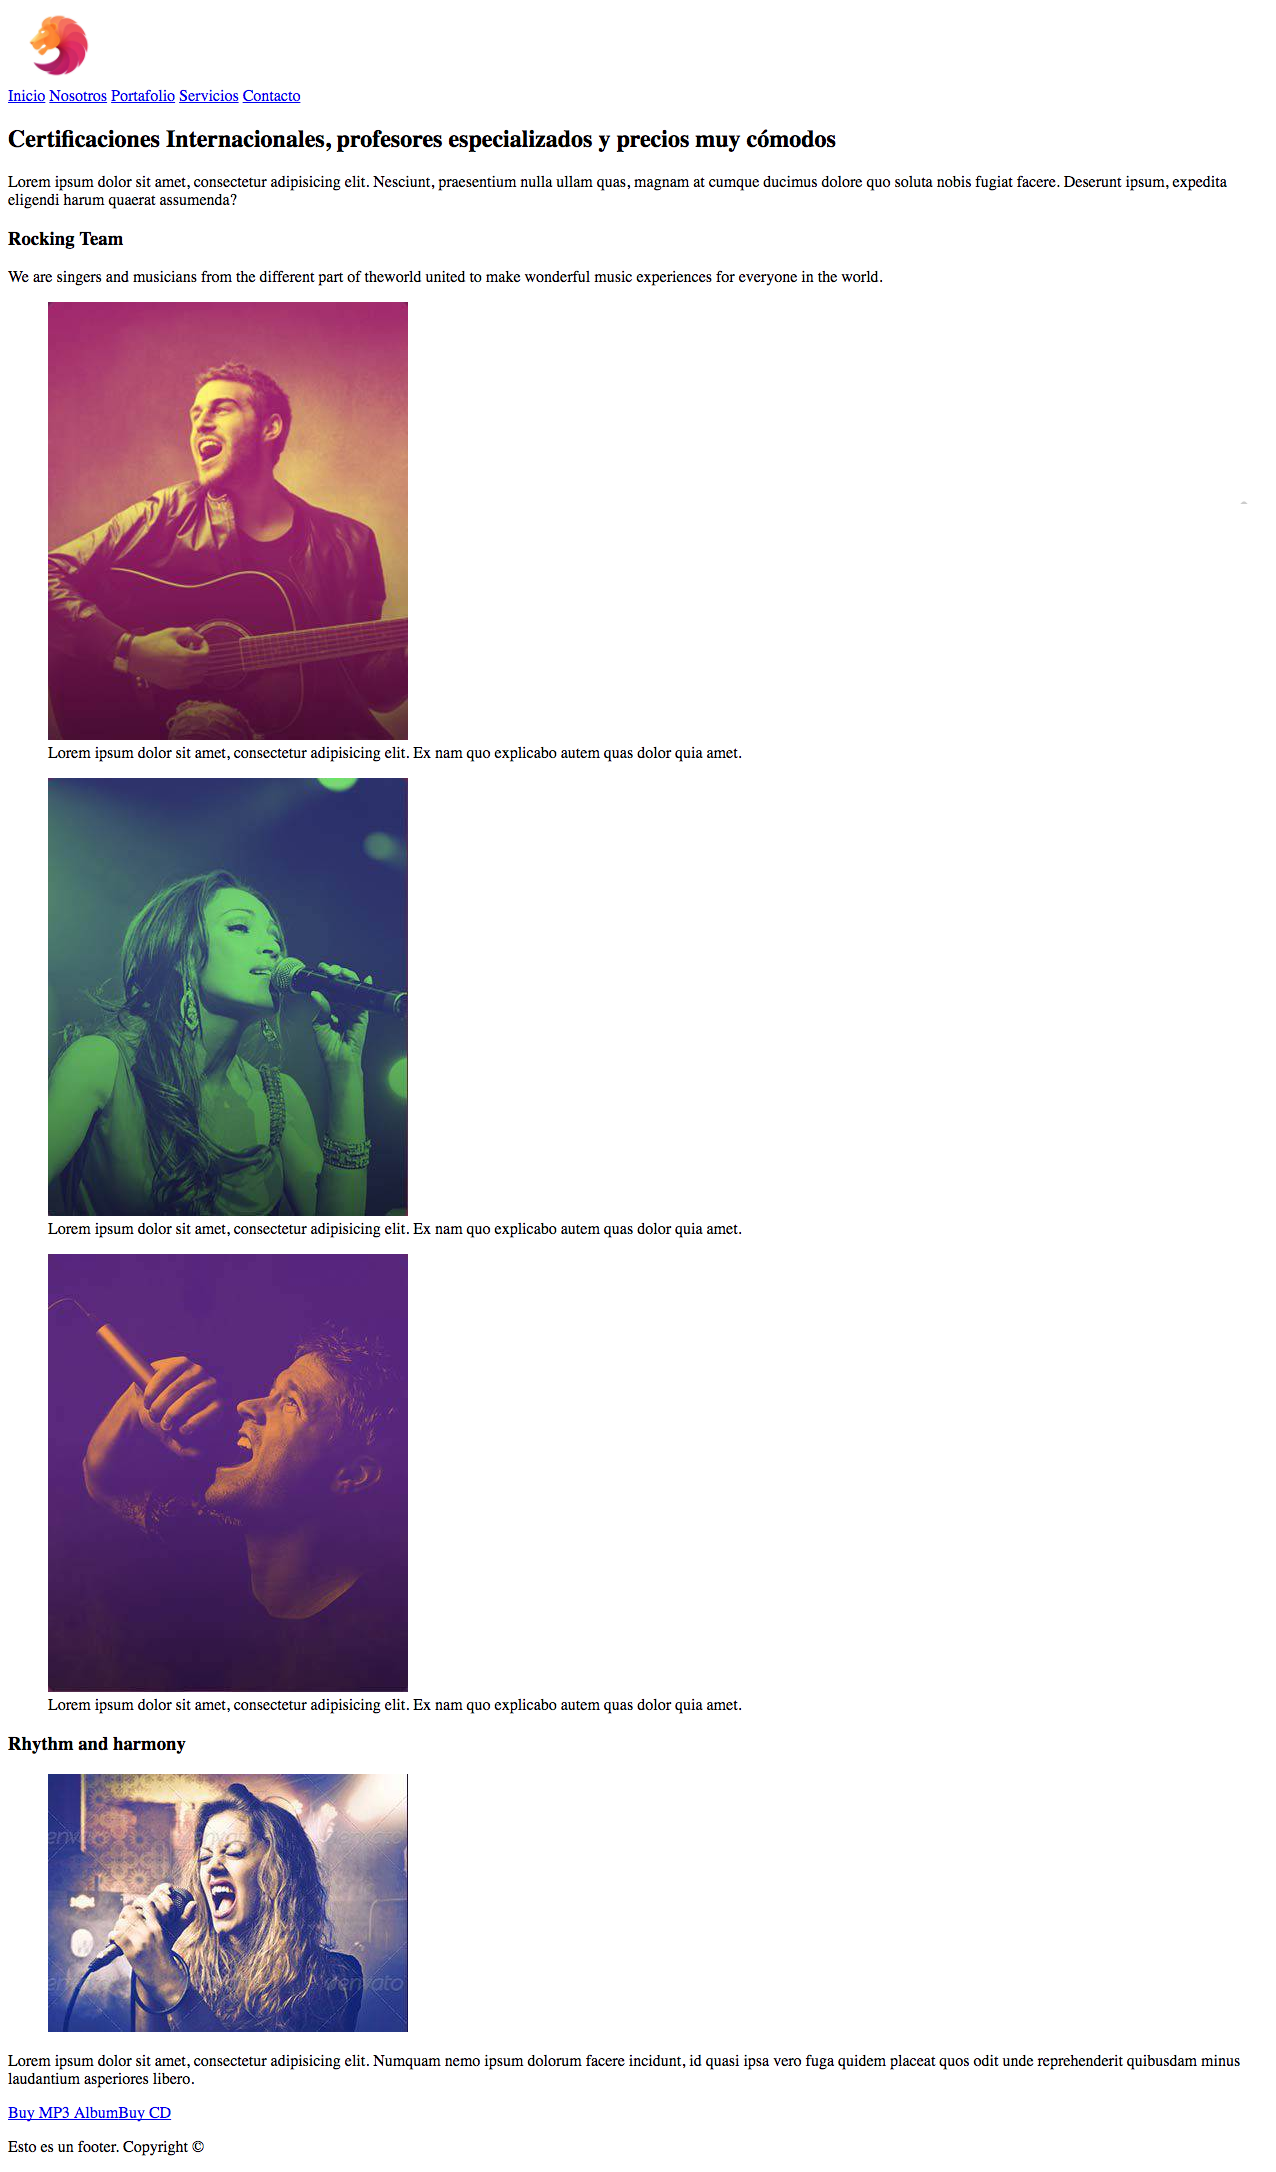 Inicio Nosotros Portafolio Servicios Contacto
Certificaciones Internacionales, profesores especializados y precios muy cómodos
Lorem ipsum dolor sit amet, consectetur adipisicing elit. Nesciunt, praesentium nulla ullam quas, magnam at cumque ducimus dolore quo soluta nobis fugiat facere. Deserunt ipsum, expedita
eligendi harum quaerat assumenda?
Rocking Team
We are singers and musicians from the different part of theworld united to make wonderful music experiences for everyone in the world.
Lorem ipsum dolor sit amet, consectetur adipisicing elit. Ex nam quo explicabo autem quas dolor quia amet.
Lorem ipsum dolor sit amet, consectetur adipisicing elit. Ex nam quo explicabo autem quas dolor quia amet.
Lorem ipsum dolor sit amet, consectetur adipisicing elit. Ex nam quo explicabo autem quas dolor quia amet.
Rhythm and harmony
envato
envato
Lorem ipsum dolor sit amet, consectetur adipisicing elit. Numquam nemo ipsum dolorum facere incidunt, id quasi ipsa vero fuga quidem placeat quos odit unde reprehenderit quibusdam minus
laudantium asperiores libero.
Buy MP3 AlbumBuy CD
Esto es un footer. Copyright ©